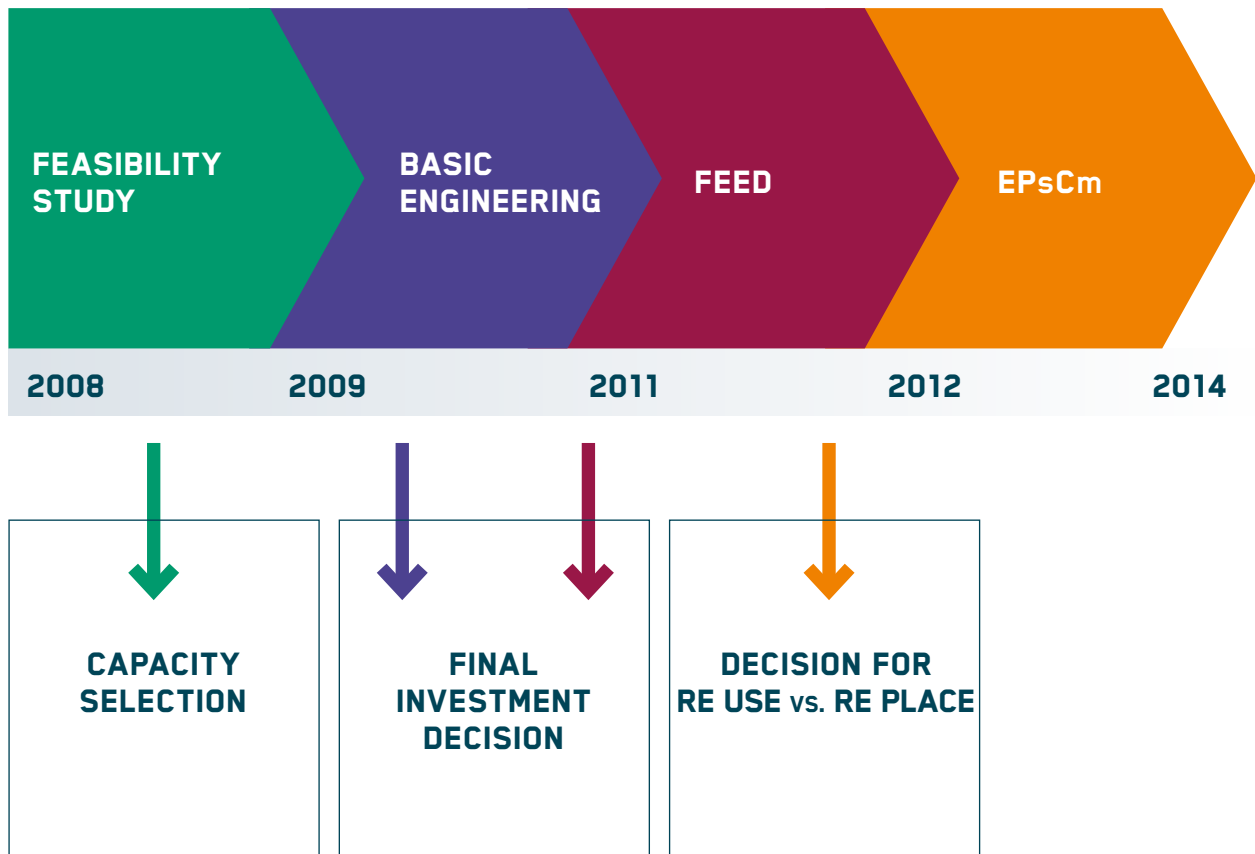 FEASIBILITY
STUDY
BASIC
ENGINEERING
FEED
EPsCm
2008
2009
2011
2012
2014
CAPACITY
SELECTION
FINAL
INVESTMENT
DECISION
DECISION FOR
RE USE vs. RE PLACE